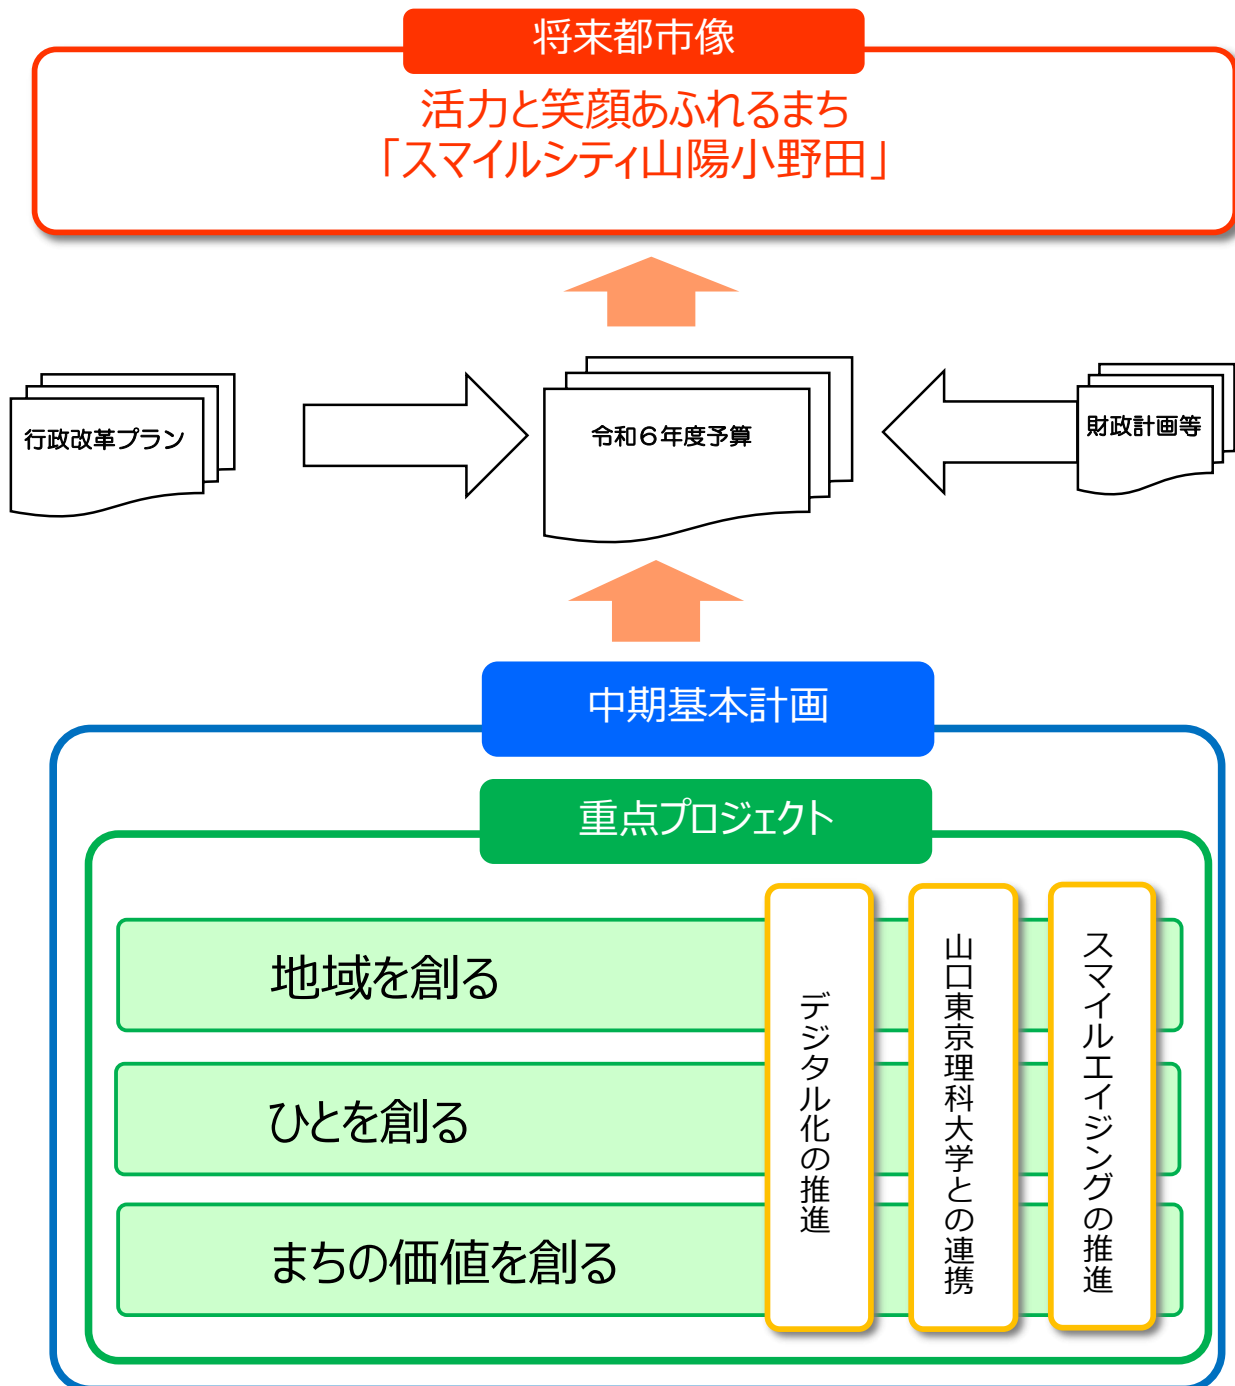 将来都市像
活力と笑顔あふれるまち
「スマイルシティ山陽小野田」
行政改革プラン
令和６年度予算
財政計画等
中期基本計画
重点プロジェクト
地域を創る
ひとを創る
まちの価値を創る
デジタル化の推進
山口東京理科大学との連携
スマイルエイジングの推進